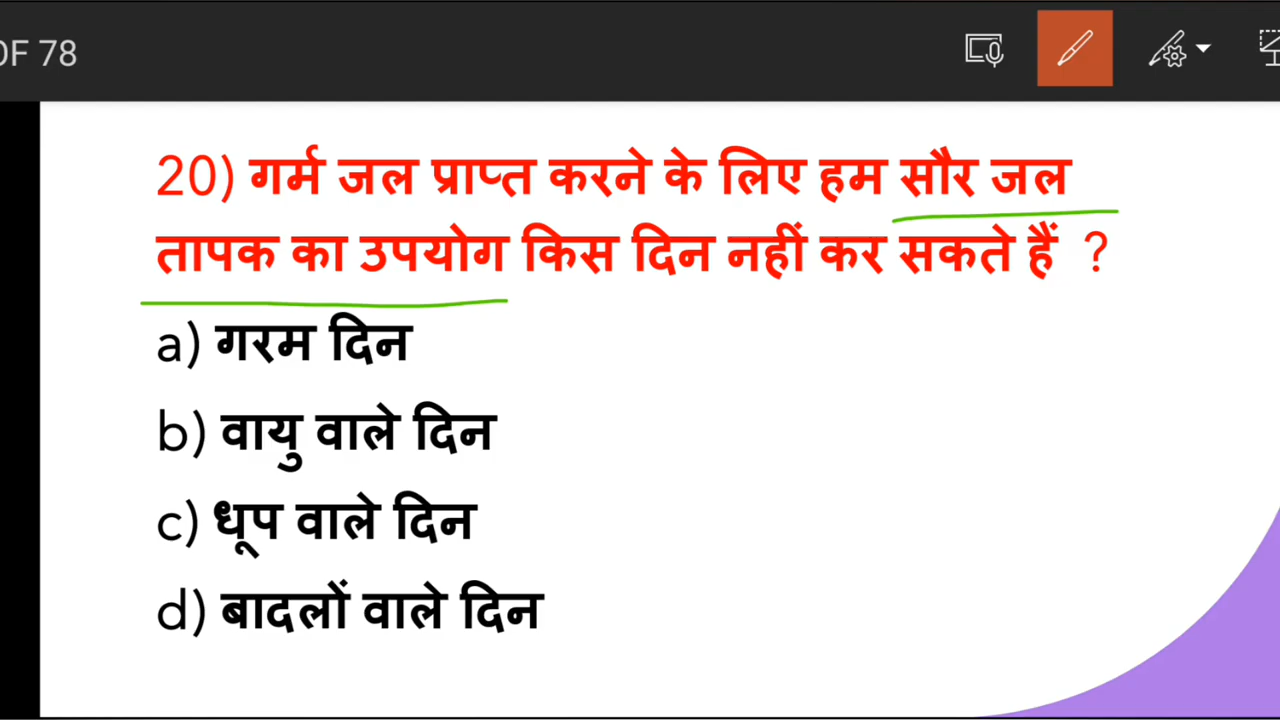 OF 78
20) गर्म जल प्राप्त करने के लिए हम सौर जल
तापक का उपयोग किस दिन नहीं कर सकते हैं ?
a) गरम दिन
b) वायु वाले दिन
c) धूप वाले दिन
d) बादलों वाले दिन